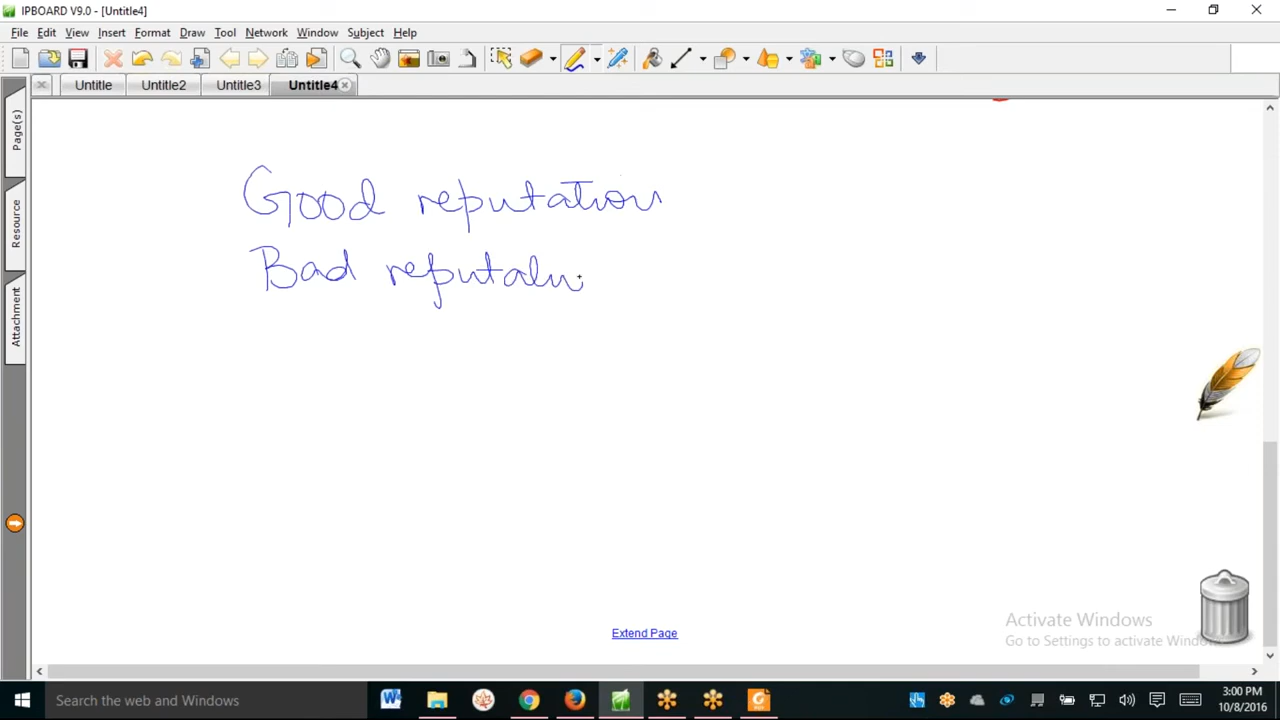 IPBOARD V9.0 - [Untitle4]
File Edit View Insert Format Draw Tool Network Window Subject Help
Untitle Untitle2 Untitle3 Untitle4
Page(s)
Resource
Attachment
Good reputation
Bad
Extend Page
Activate Windows
Go to Settings to activate Windows
Search the web and Windows
3:00 PM
10/8/2016